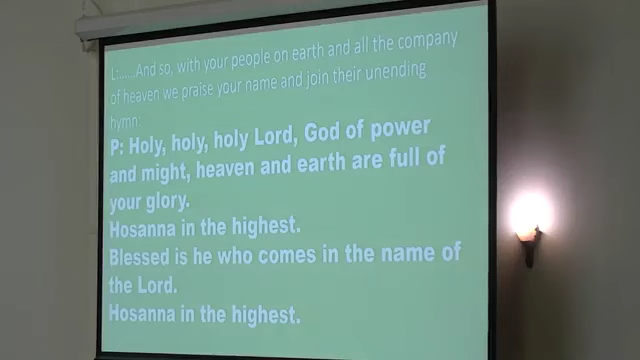 L:......And so, with your people on earth and all the company
of heaven we praise your name and join their unending
hymn:
P: Holy, holy, holy Lord, God of power
and might, heaven and earth are full of
your glory.
Hosanna in the highest.
Blessed is he who comes in the name of
the Lord.
Hosanna in the highest.